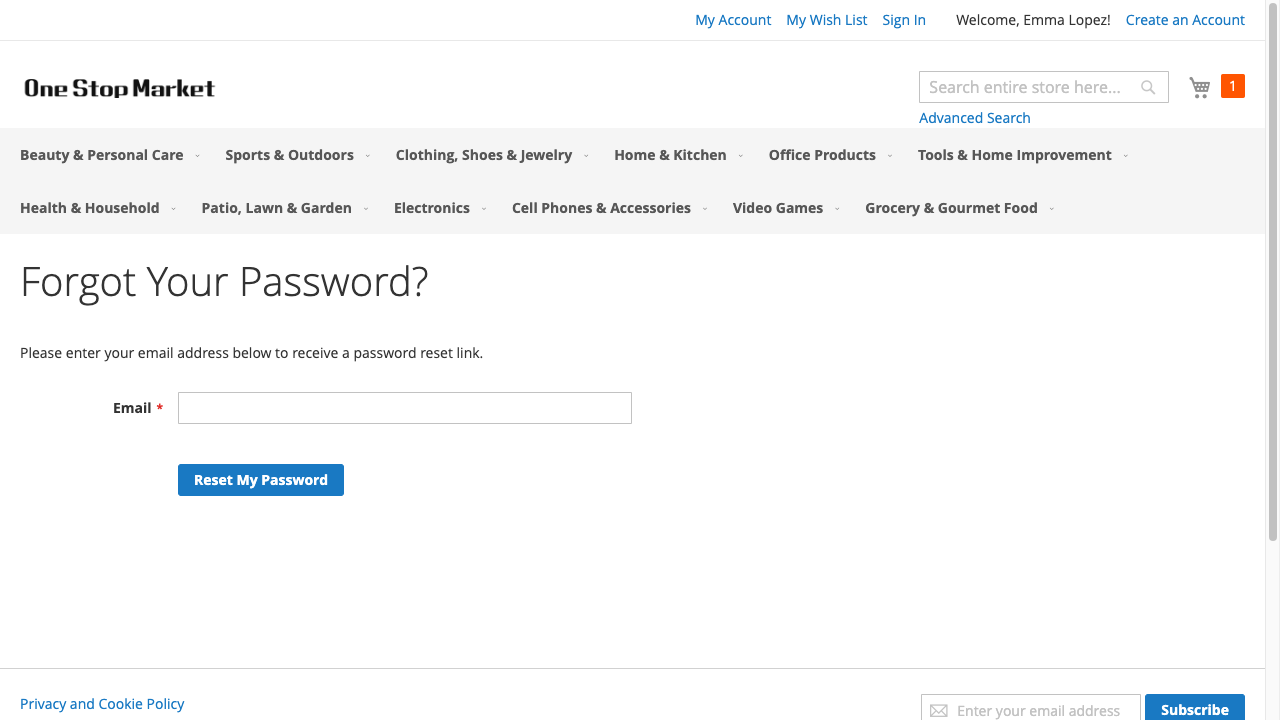 My Account My Wish List Sign In Welcome, Emma Lopez! Create an Account
One Stop Market
Search entire store here...
1
Advanced Search
Beauty & Personal Care Sports & Outdoors Clothing, Shoes & Jewelry Home & Kitchen Office Products Tools & Home Improvement
Health & Household Patio, Lawn & Garden Electronics Cell Phones & Accessories Video Games Grocery & Gourmet Food
Forgot Your Password?
Please enter your email address below to receive a password reset link.
Email *
Reset My Password
Privacy and Cookie Policy
Enter your email address
Subscribe